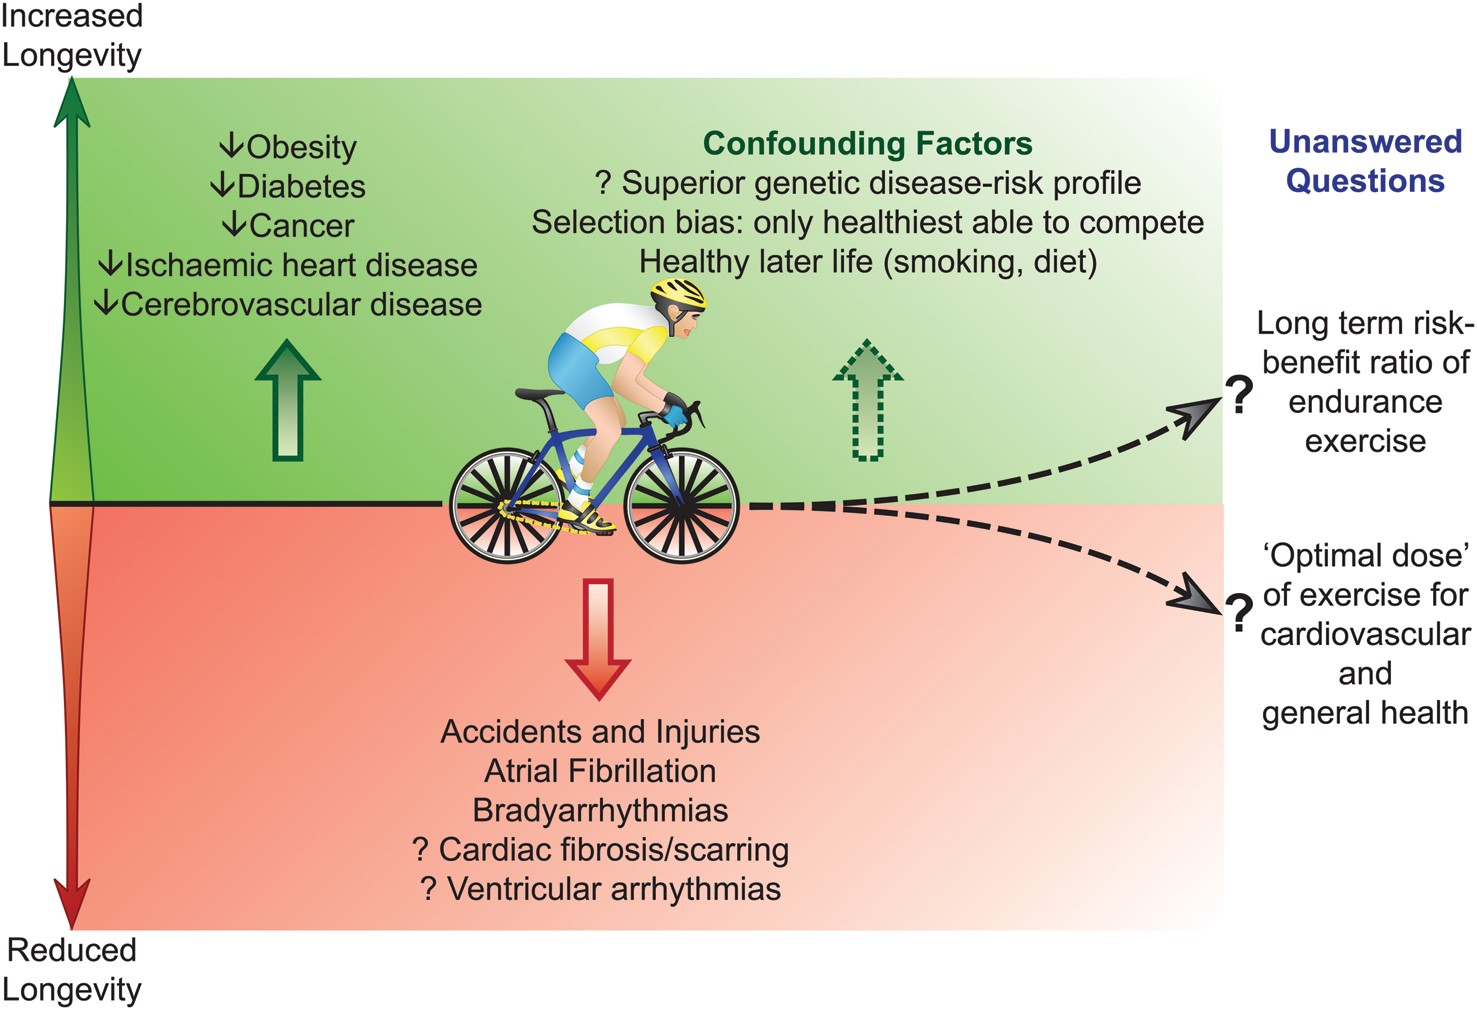 Increased
Longevity
↓Obesity
↓Diabetes
↓Cancer
↓Ischaemic heart disease
↓Cerebrovascular disease
Confounding Factors
? Superior genetic disease-risk profile
Selection bias: only healthiest able to compete
Healthy later life (smoking, diet)
Unanswered
Questions
Long term risk-
benefit ratio of
endurance
exercise
?
‘Optimal dose’
of exercise for
cardiovascular
and
general health
?
Accidents and Injuries
Atrial Fibrillation
Bradyarrhythmias
? Cardiac fibrosis/scarring
? Ventricular arrhythmias
Reduced
Longevity